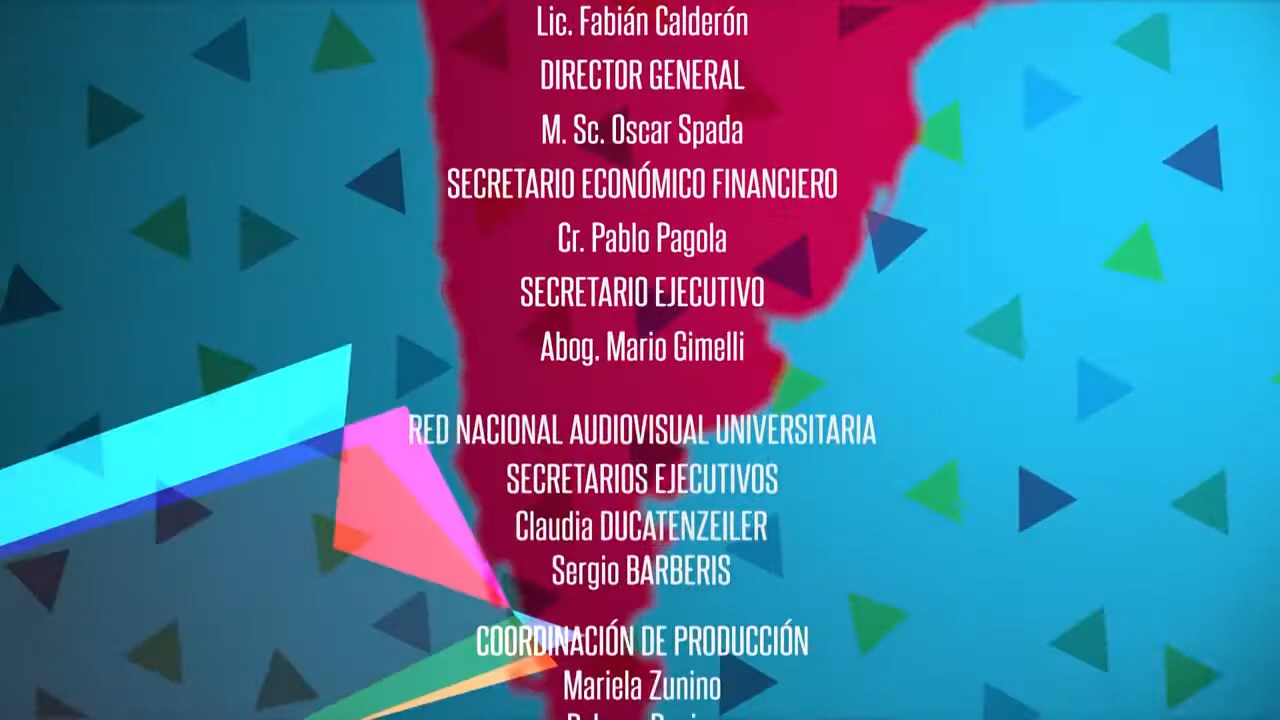 Lic. Fabián Calderón
DIRECTOR GENERAL
M. Sc. Oscar Spada
SECRETARIO ECONÓMICO FINANCIERO
Cr. Pablo Pagola
SECRETARIO EJECUTIVO
Abog. Mario Gimelli
RED NACIONAL AUDIOVISUAL UNIVERSITARIA
SECRETARIOS EJECUTIVOS
Claudia DUCATENZEILER
Sergio BARBERIS
COORDINACIÓN DE PRODUCCIÓN
Mariela Zunino